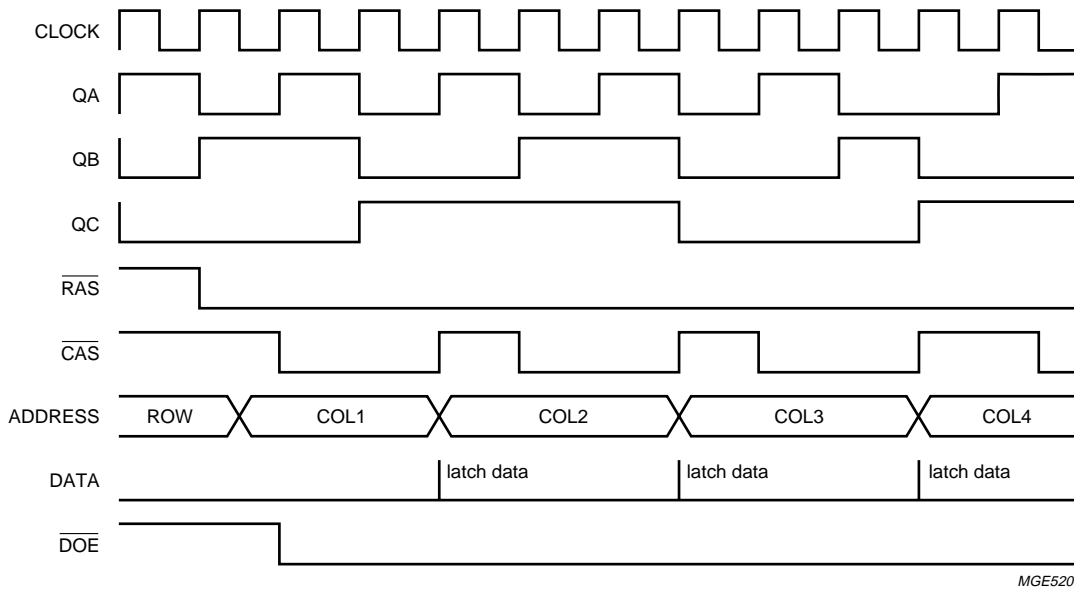 CLOCK
QA
QB
QC
RAS
CAS
ADDRESS ROW COL1 COL2 COL3 COL4
DATA latch data latch data latch data
DOE
MGE520